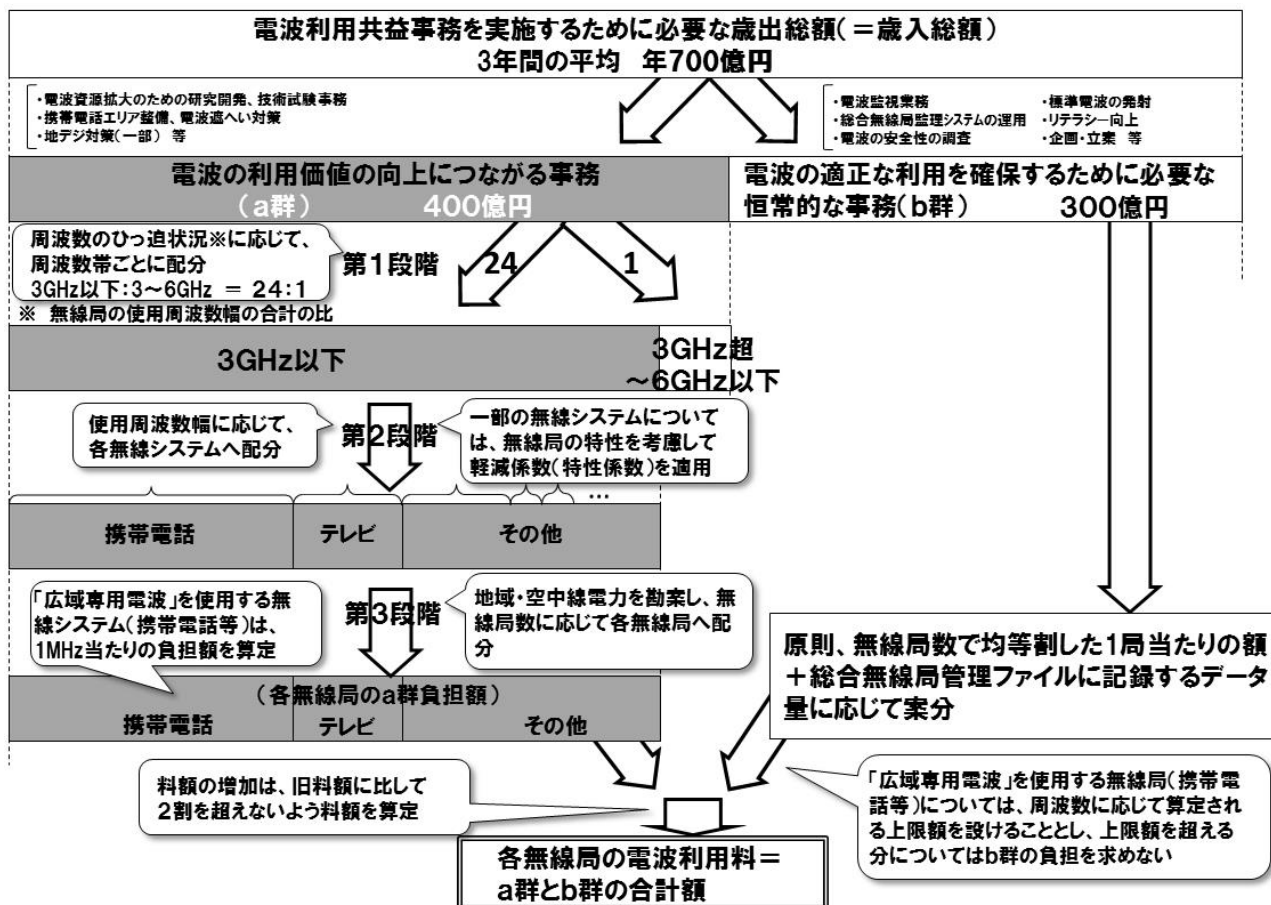 電波利用共益事務を実施するために必要な歳出総額(=歳入総額)
3年間の平均 年700億円
・電波資源拡大のための研究開発、技術試験事務
・携帯電話エリア整備、電波遮へい対策
・地デジ対策(一部) 等
・電波監視業務
・総合無線局監理システムの運用
・電波の安全性の調査
・標準電波の発射
・リテラシー向上
・企画・立案 等
電波の利用価値の向上につながる事務
(a群) 400億円
電波の適正な利用を確保するために必要な
恒常的な事務(b群) 300億円
周波数のひっ迫状況※に応じて、
周波数帯ごとに配分
3GHz以下:3~6GHz = 24:1
※ 無線局の使用周波数幅の合計の比
第1段階
24
1
3GHz以下
3GHz超
~6GHz以下
使用周波数幅に応じて、
各無線システムへ配分
第2段階
一部の無線システムについて
は、無線局の特性を考慮して
軽減係数(特性係数)を適用
…
携帯電話
テレビ
その他
「広域専用電波」を使用する無
線システム(携帯電話等)は、
1MHz当たりの負担額を算定
第3段階
地域・空中線電力を勘案し、無
線局数に応じて各無線局へ配
分
(各無線局のa群負担額)
携帯電話
テレビ
その他
原則、無線局数で均等割した1局当たりの額
+総合無線局管理ファイルに記録するデータ
量に応じて案分
料額の増加は、旧料額に比して
2割を超えないよう料額を算定
「広域専用電波」を使用する無線局(携帯電
話等)については、周波数に応じて算定され
る上限額を設けることとし、上限額を超える
分についてはb群の負担を求めない
各無線局の電波利用料=
a群とb群の合計額